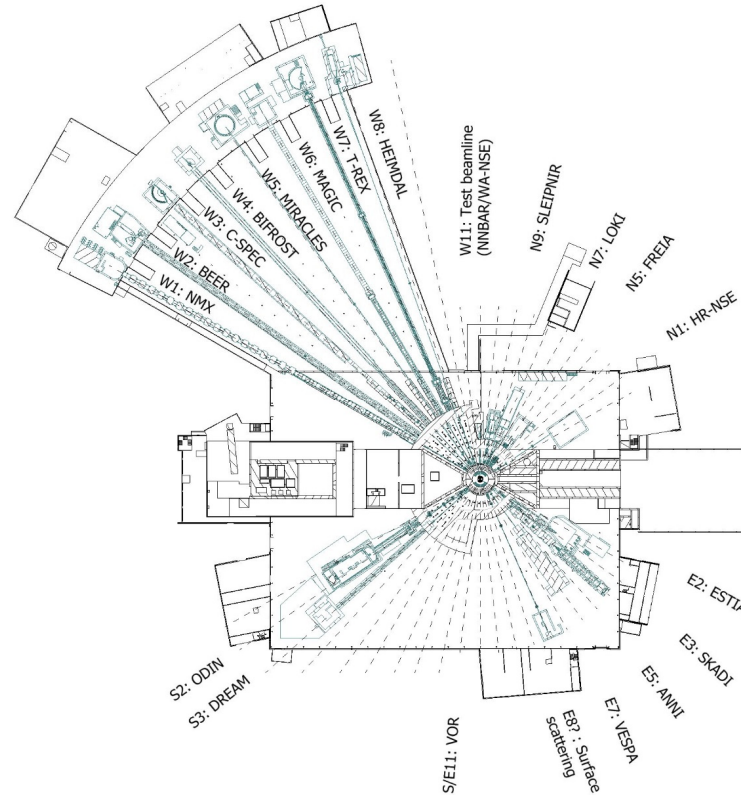 W8: HEIMDAL
W7: T-REX
W6: MAGIC
W5: MIRACLES
W4: BIFROST
W3: C-SPEC
W2: BEER
W1: NMX
W11: Test beamline
(NNBAR/WA-NSE)
N9: SLEIPNIR
N7: LOKI
N5: FREIA
N1: HR-NSE
E2: ESTIA
E3: SKADI
E5: ANNI
E7: VESPA
E8? : Surface
scattering
S/E11: VOR
S3: DREAM
S2: ODIN